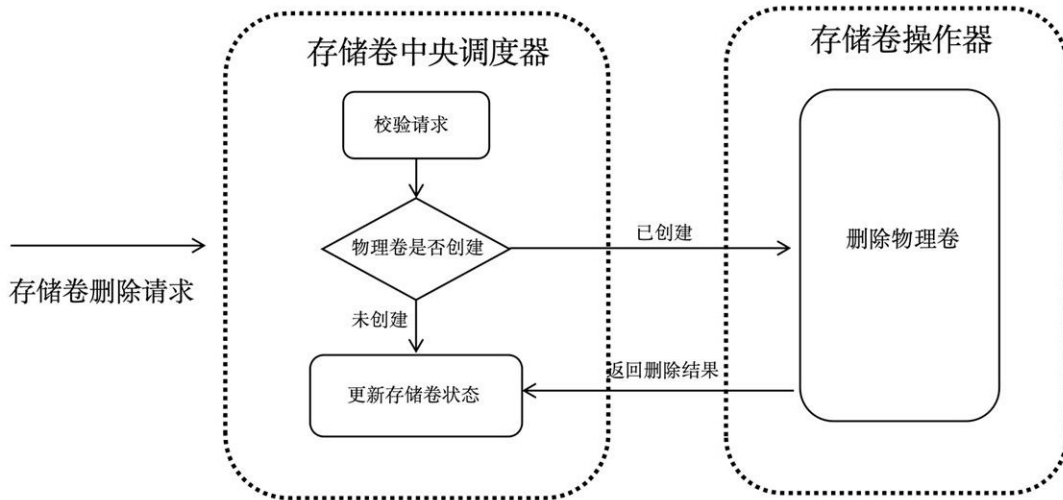 存储卷中央调度器
存储卷操作器
校验请求
物理卷是否创建
已创建
删除物理卷
存储卷删除请求
未创建
返回删除结果
更新存储卷状态